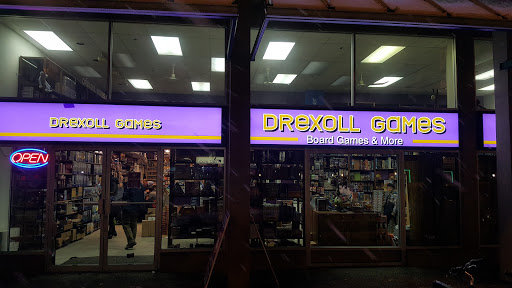 DREXOLL GAMES
DREXOLL GAMES
Board Games & More
OPEN